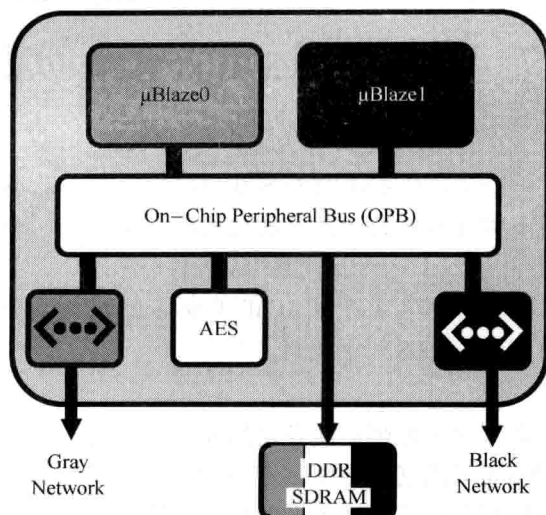 μBlaze0
μBlaze1
On-Chip Peripheral Bus (OPB)
AES
Gray
Network
DDR
SDRAM
Black
Network